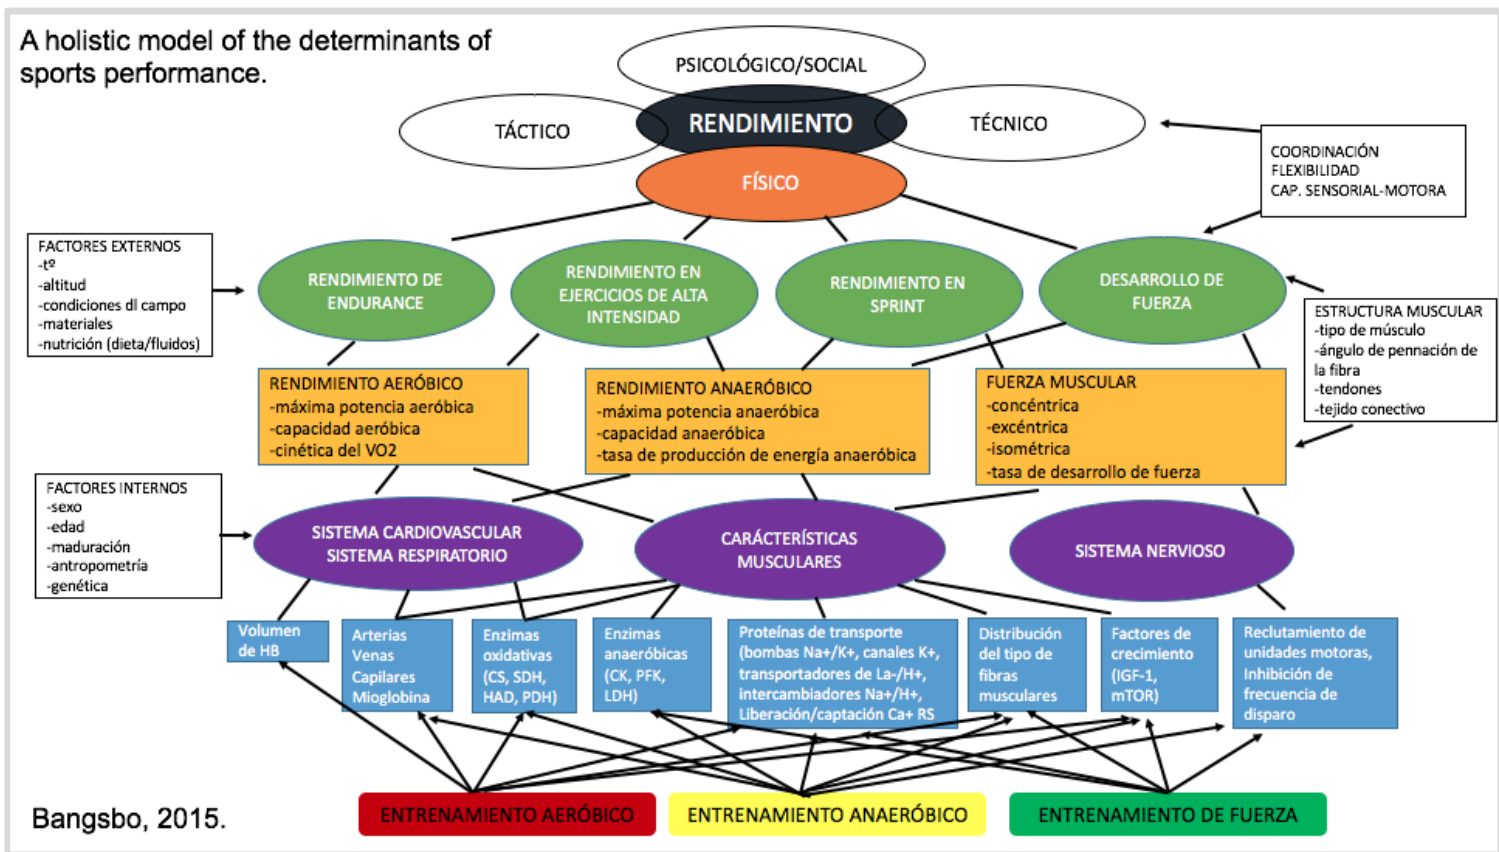 A holistic model of the determinants of
sports performance.
PSICOLÓGICO/SOCIAL
TÁCTICO
RENDIMIENTO
TÉCNICO
FÍSICO
COORDINACIÓN
FLEXIBILIDAD
CAP. SENSORIAL-MOTORA
FACTORES EXTERNOS
-tº
-altitud
-condiciones dl campo
-materiales
-nutrición (dieta/fluidos)
RENDIMIENTO DE
ENDURANCE
RENDIMIENTO EN
EJERCICIOS DE ALTA
INTENSIDAD
RENDIMIENTO EN
SPRINT
DESARROLLO DE
FUERZA
ESTRUCTURA MUSCULAR
-tipo de músculo
-ángulo de pennación de
la fibra
-tendones
-tejido conectivo
RENDIMIENTO AERÓBICO
-máxima potencia aeróbica
-capacidad aeróbica
-cinética del VO2
RENDIMIENTO ANAERÓBICO
-máxima potencia anaeróbica
-capacidad anaeróbica
-tasa de producción de energía anaeróbica
FUERZA MUSCULAR
-concéntrica
-excéntrica
-isométrica
-tasa de desarrollo de fuerza
FACTORES INTERNOS
-sexo
-edad
-maduración
-antropometría
-genética
SISTEMA CARDIOVASCULAR
SISTEMA RESPIRATORIO
CARÁCTERÍSTICAS
MUSCULARES
SISTEMA NERVIOSO
Volumen
de HB
Arterias
Venas
Capilares
Mioglobina
Enzimas
oxidativas
(CS, SDH,
HAD, PDH)
Enzimas
anaeróbicas
(CK, PFK,
LDH)
Proteínas de transporte
(bombas Na+/K+, canales K+,
transportadores de La-/H+,
intercambiadores Na+/H+,
Liberación/captación Ca+ RS
Distribución
del tipo de
fibras
musculares
Factores de
crecimiento
(IGF-1,
mTOR)
Reclutamiento de
unidades motoras,
Inhibición de
frecuencia de
disparo
ENTRENAMIENTO AERÓBICO
ENTRENAMIENTO ANAERÓBICO
ENTRENAMIENTO DE FUERZA
Bangsbo, 2015.